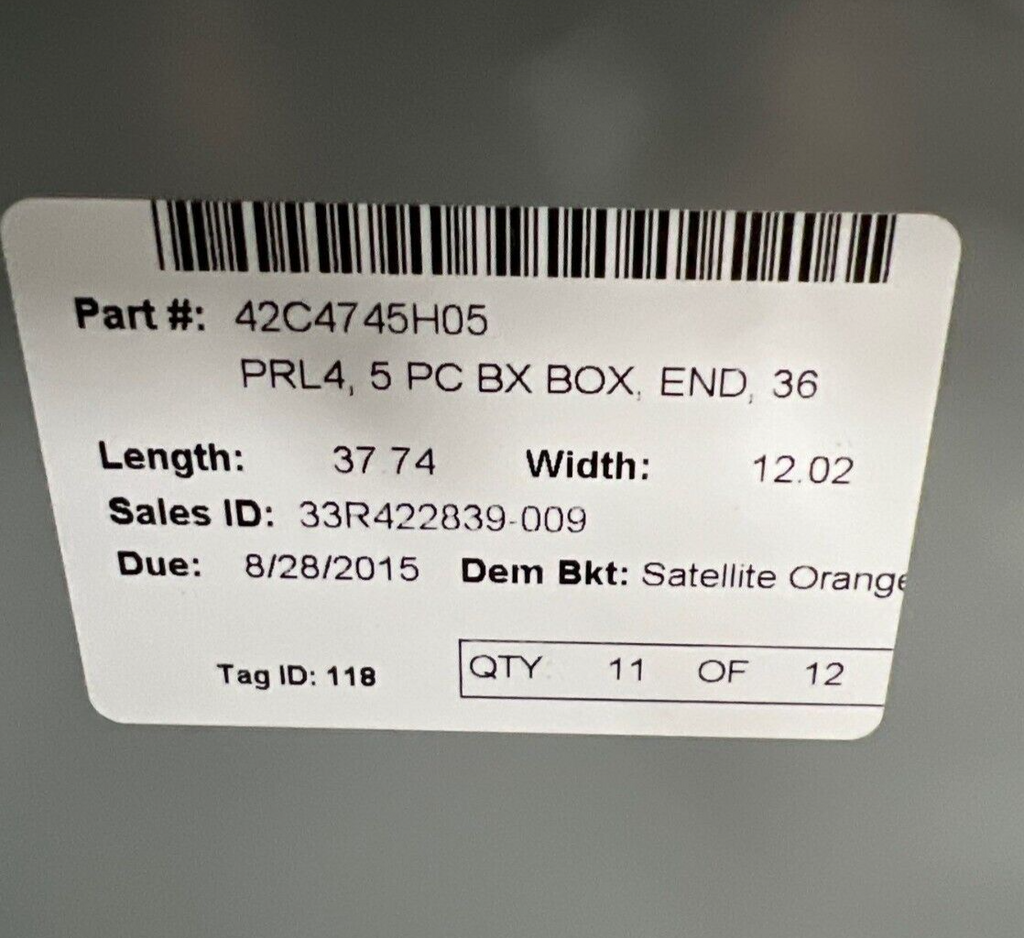 Part #: 42C4745H05
PRL4, 5 PC BX BOX, END, 36
Length: 37.74 Width: 12.02
Sales ID: 33R422839-009
Due: 8/28/2015 Dem Bkt: Satellite Orange
Tag ID: 118 QTY 11 OF 12